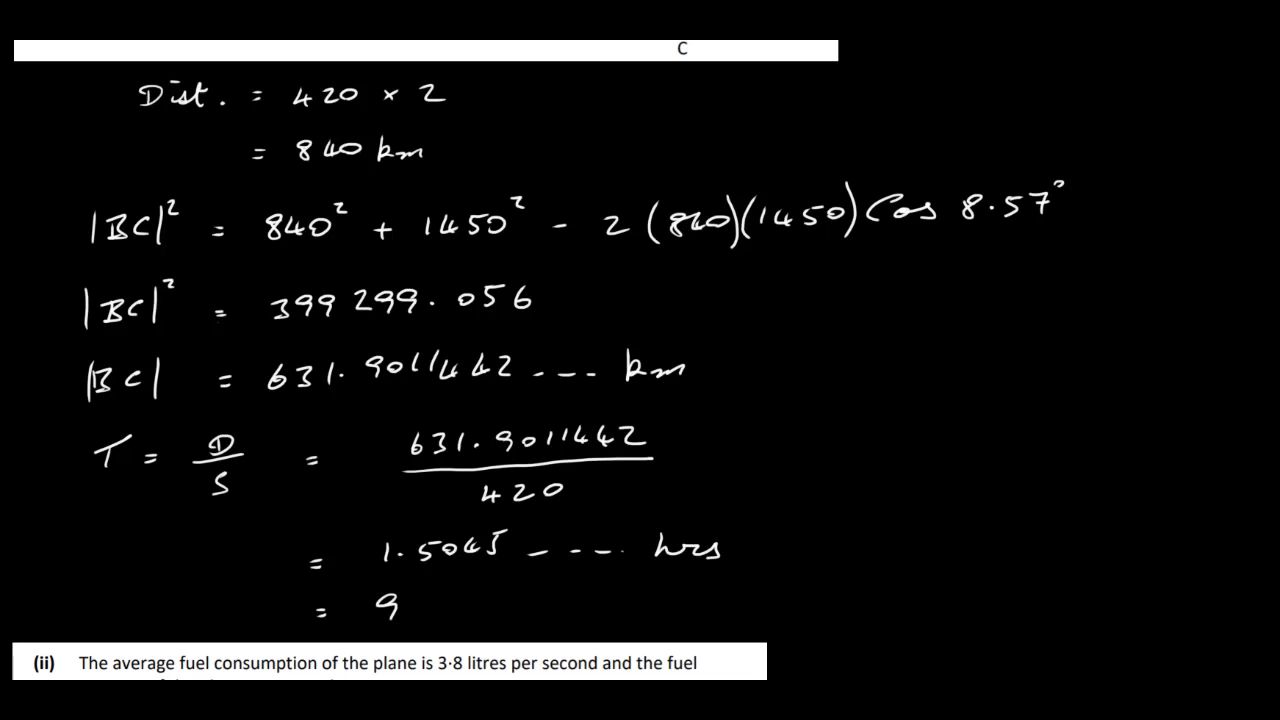 C
Dist. = 420 × 2
= 840 km
|BC|² = 840² + 1450² - 2(840)(1450) Cos 8.57°
|BC|² = 399 299.056
|BC| = 631.9011442 --- km
T = D/S = 631.9011442/420
= 1.5045 ---. hrs
= 9
(ii) The average fuel consumption of the plane is 3·8 litres per second and the fuel